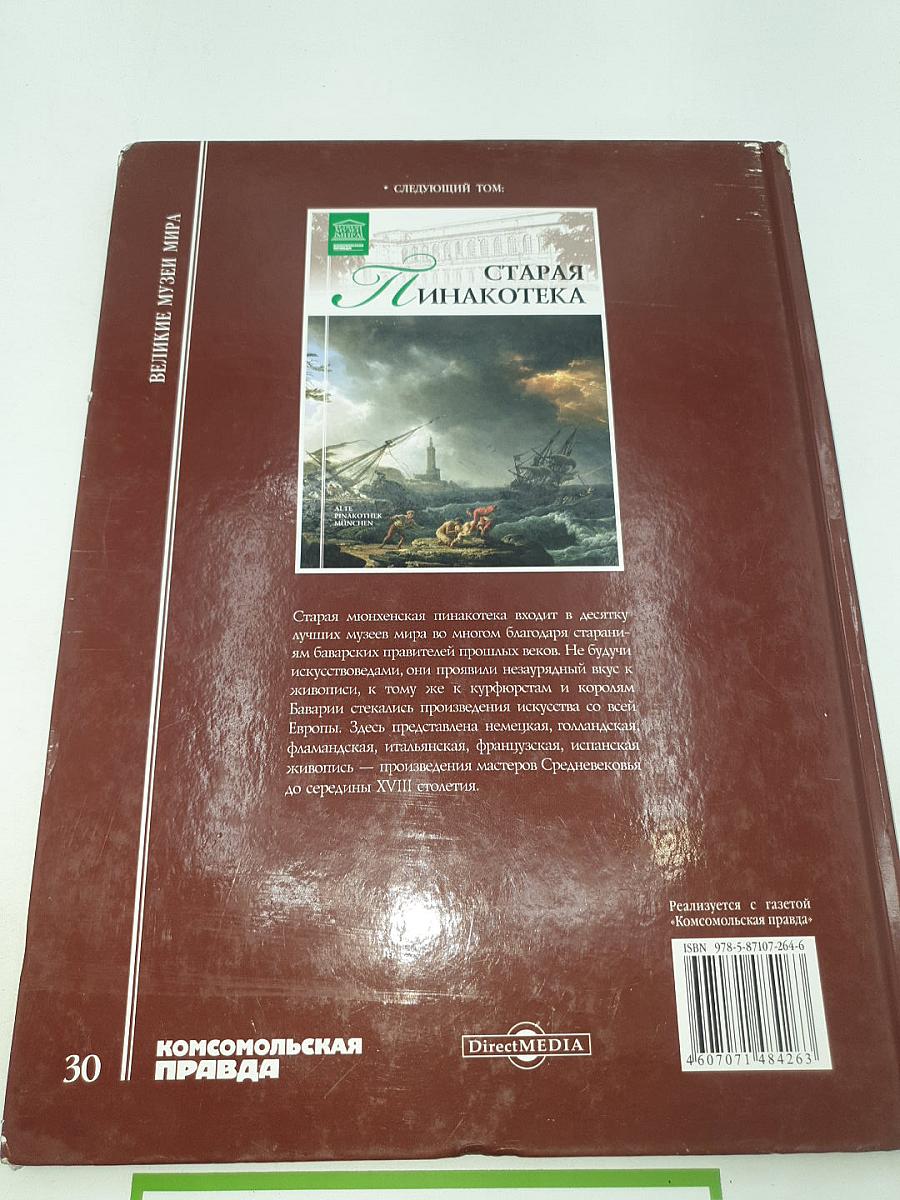 ВЕЛИКИЕ МУЗЕИ МИРА
• СЛЕДУЮЩИЙ ТОМ:
МУЗЕИ
МИРА
СТАРАЯ
ПИНАКОТЕКА
ALTE
PINAKOTHEK
MÜNCHEN
Старая мюнхенская пинакотека входит в десятку
лучших музеев мира во многом благодаря старани-
ям баварских правителей прошлых веков. Не будучи
искусствоведами, они проявили незаурядный вкус к
живописи, к тому же к курфюрстам и королям
Баварии стекались произведения искусства со всей
Европы. Здесь представлена немецкая, голландская,
фламандская, итальянская, французская, испанская
живопись — произведения мастеров Средневековья
до середины XVIII столетия.
Реализуется с газетой
«Комсомольская правда»
ISBN 978-5-87107-264-6
4607071484263
30
КОМСОМОЛЬСКАЯ
ПРАВДА
DirectMEDIA